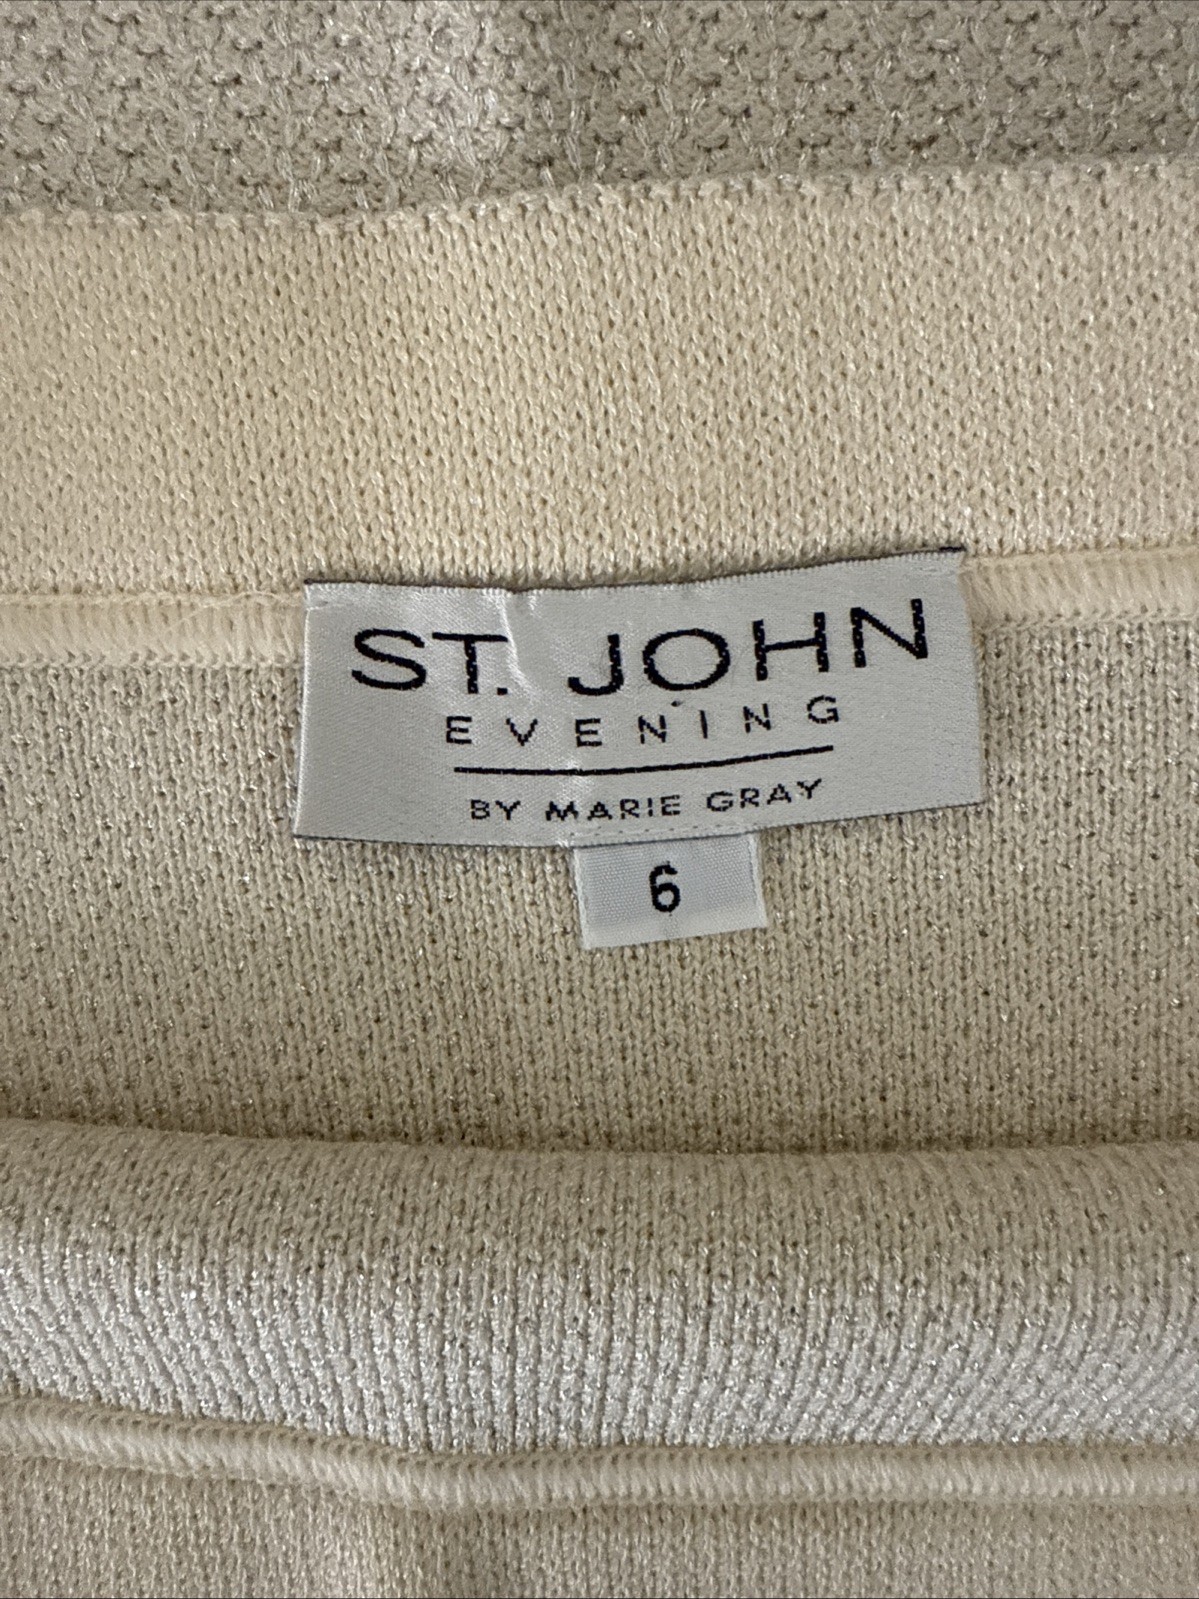 ST. JOHN
EVENING
BY MARIE GRAY
6